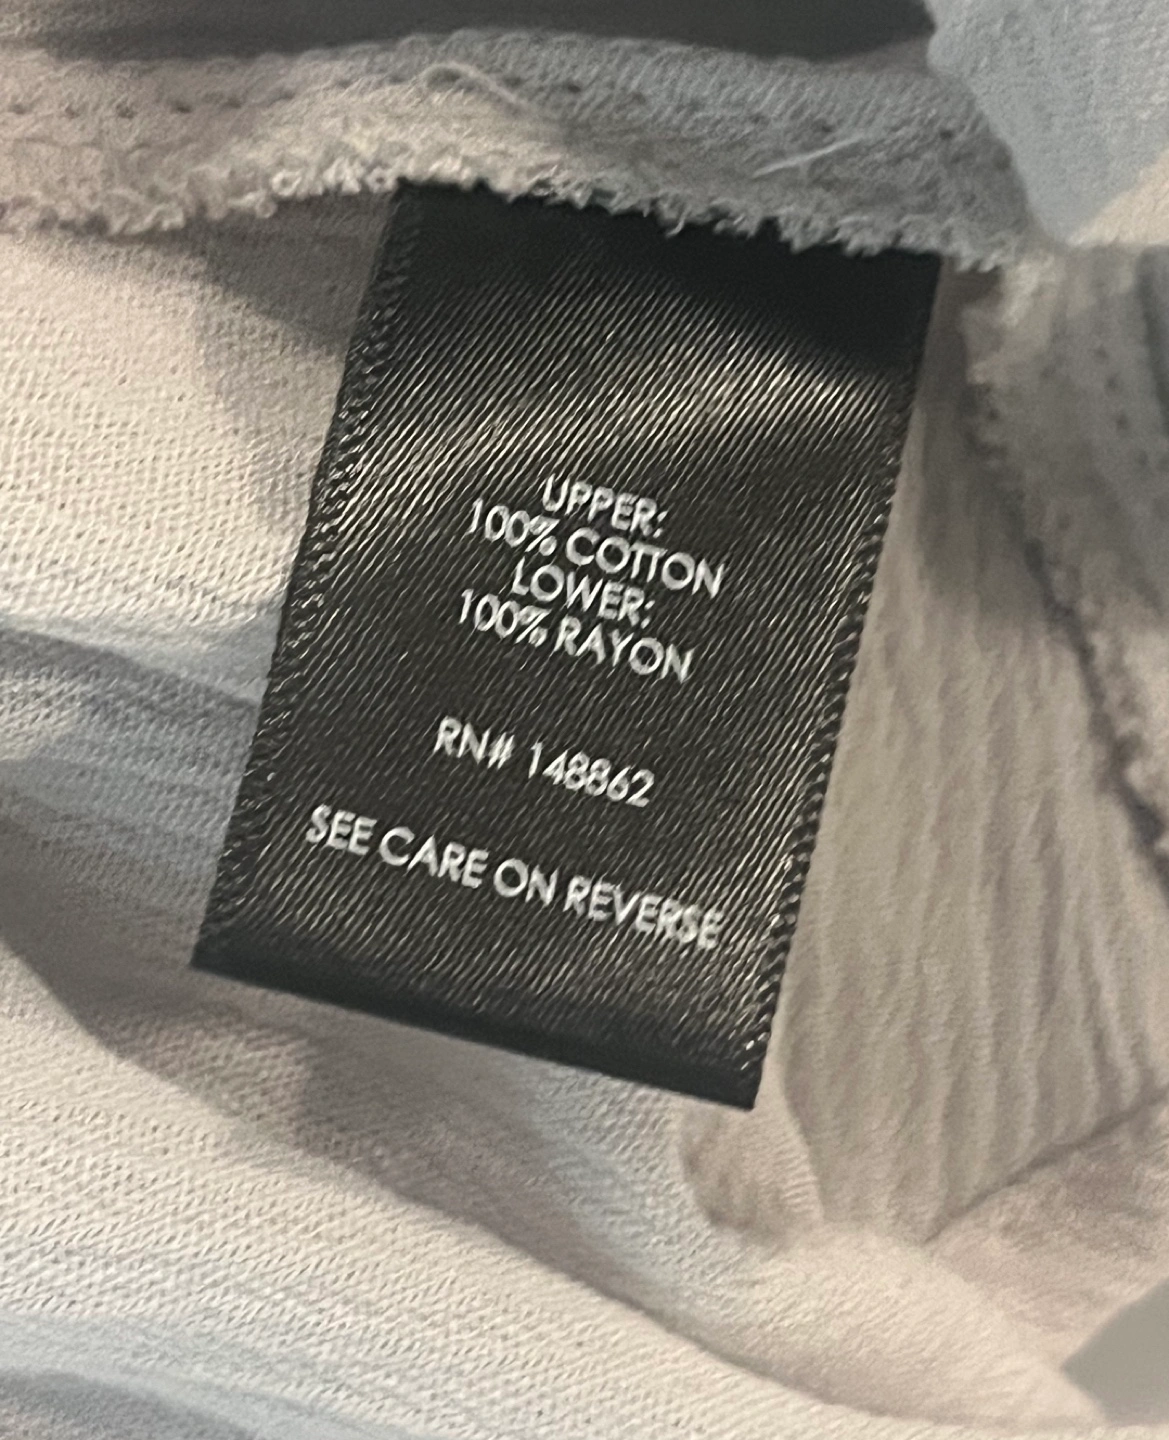 UPPER:
100% COTTON
LOWER:
100% RAYON
RN# 148862
SEE CARE ON REVERSE